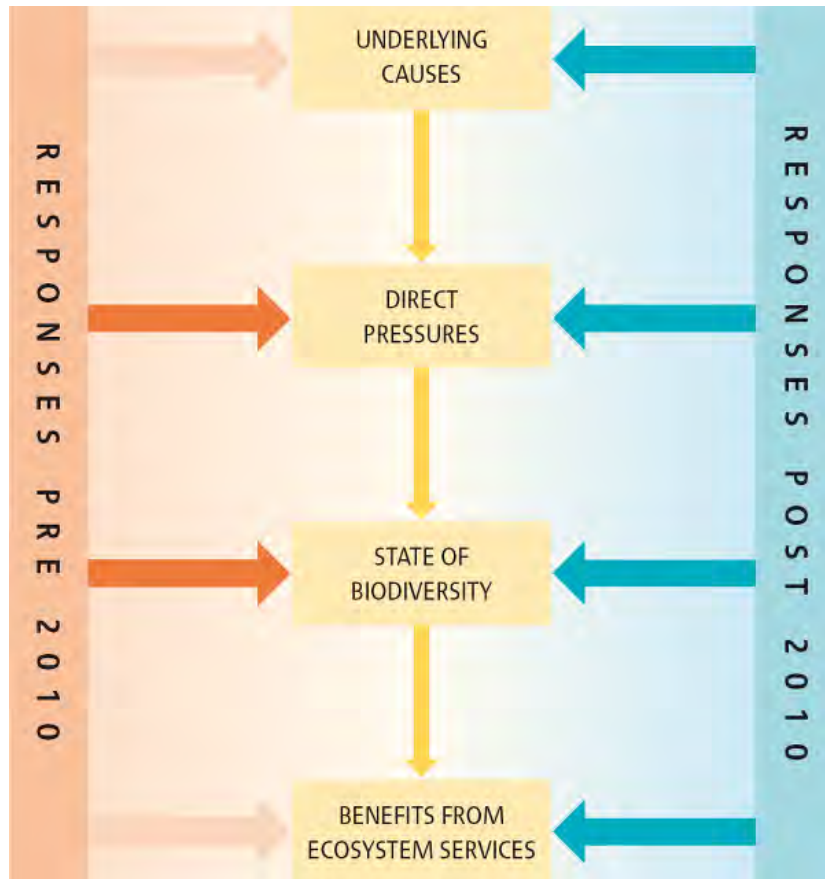 RESPONSES PRE 2010
UNDERLYING
CAUSES
DIRECT
PRESSURES
STATE OF
BIODIVERSITY
BENEFITS FROM
ECOSYSTEM SERVICES
RESPONSES POST 2010